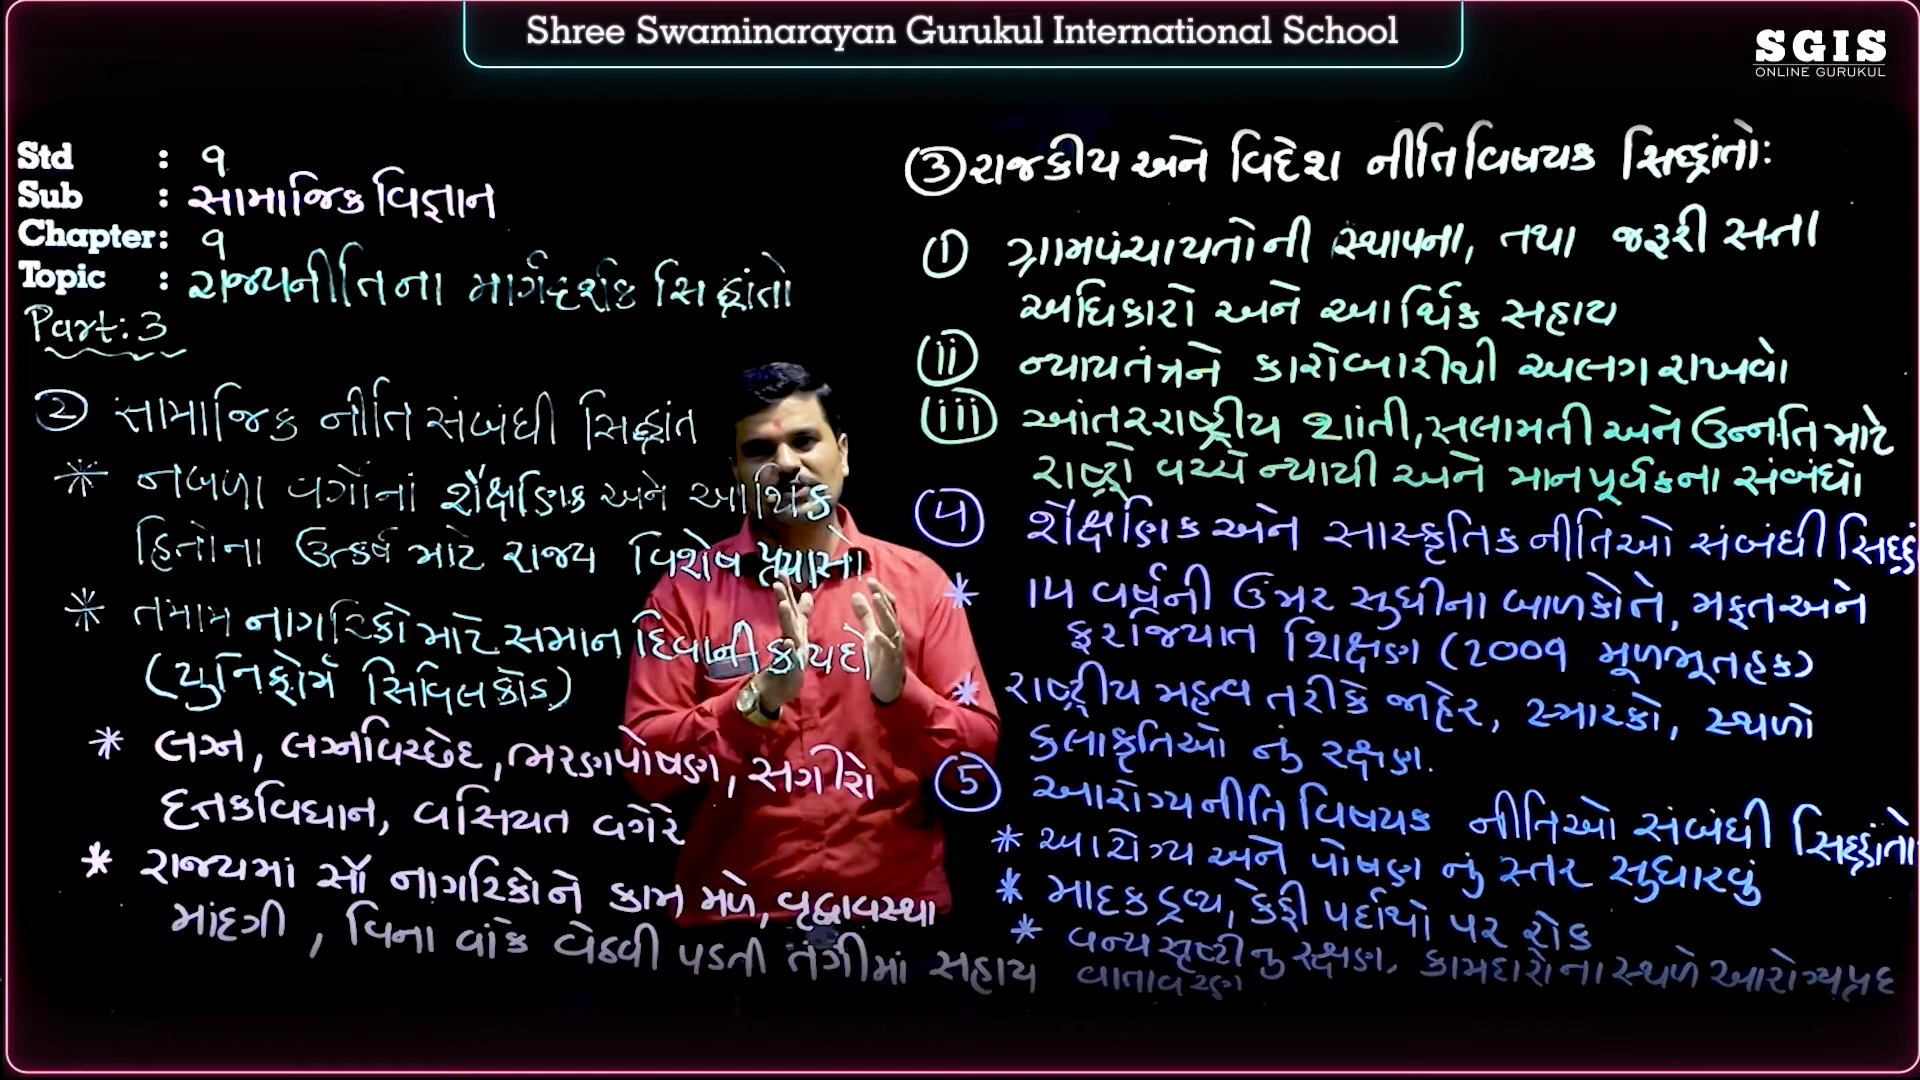 Shree Swaminarayan Gurukul International School
SGIS
ONLINE GURUKUL
Std : ૧
Sub : સામાજિક વિજ્ઞાન
Chapter: ૧
Topic : રાજ્યનીતિના માર્ગદર્શક સિદ્ધાંતો
Part: 3
② સામાજિક નીતિ સંબંધી સિદ્ધાંત
* નબળા વર્ગોનાં શૈક્ષણિક અને આર્થિક
હિતોના ઉત્કર્ષ માટે રાજ્ય વિશેષ પ્રયાસો
* તમામ નાગરિકો માટે સમાન દિવાની કાયદો
(યુનિફોર્મ સિવિલ કોડ)
* લગ્ન, લગ્નવિચ્છેદ, ભરણપોષણ, સગીરો
દત્તકવિધાન, વસિયત વગેરે
* રાજ્યમાં સૌ નાગરિકોને કામ મળે, વૃદ્ધાવસ્થા
માંદગી, વિના વાંકે વેઠવી પડતી તંગીમાં સહાય
③ રાજકીય અને વિદેશ નીતિવિષયક સિદ્ધાંતો:
ⓘ ગ્રામપંચાયતોની સ્થાપના, તથા જરૂરી સતા
અધિકારો અને આર્થિક સહાય
ii ન્યાયતંત્રને કારોબારીથી અલગ રાખવો
iii આંતરરાષ્ટ્રીય શાંતી, સલામતી અને ઉન્નતિ માટે
રાષ્ટ્રો વચ્ચે ન્યાયી અને માનપૂર્વકના સંબંધો
④ શૈક્ષણિક અને સાસ્કૃતિક નીતિઓ સંબંધી સિદ્ધાં
* 14 વર્ષની ઉંમર સુધીના બાળકોને, મફત અને
ફરજિયાત શિક્ષણ (2009 મૂળભૂત હક)
* રાષ્ટ્રીય મહત્વ તરીકે જાહેર, સ્મારકો, સ્થળો
કલાકૃતિઓ નું રક્ષણ.
⑤ આરોગ્યનીતિ વિષયક નીતિઓ સંબંધી સિદ્ધાંતો
* આરોગ્ય અને પોષણ નું સ્તર સુધારવું
* માદક દ્રવ્ય, કેફી પર્દાથો પર રોક
* વન્ય સૃષ્ટીનુ રક્ષણ, કામદારોના સ્થળે આરોગ્યપ્રદ
વાતાવરણ